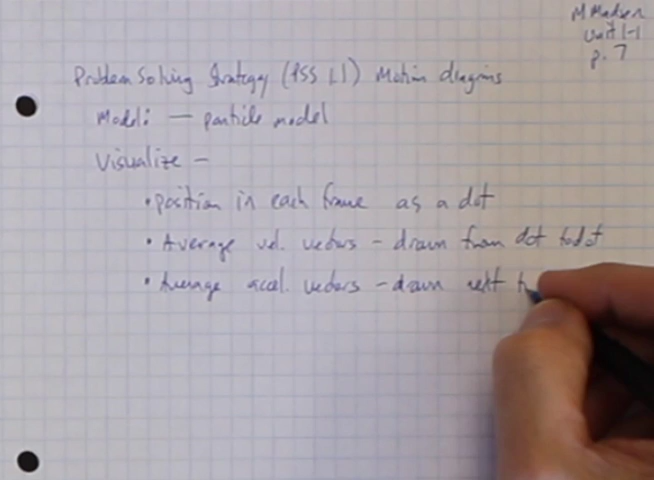 M Madsen
Unit 1-1
p. 7
Problem Solving Strategy (PSS 1.1) Motion diagrams
Model: — particle model
Visualize —
• position in each frame as a dot
• Average vel. vectors - drawn from dot to dot
• Average accel. vectors - drawn next t